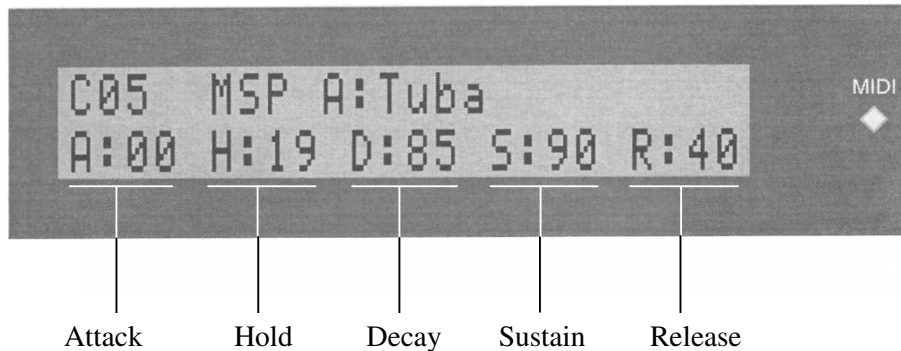 C05 MSP A:Tuba
MIDI
A:00 H:19 D:85 S:90 R:40
Attack Hold Decay Sustain Release